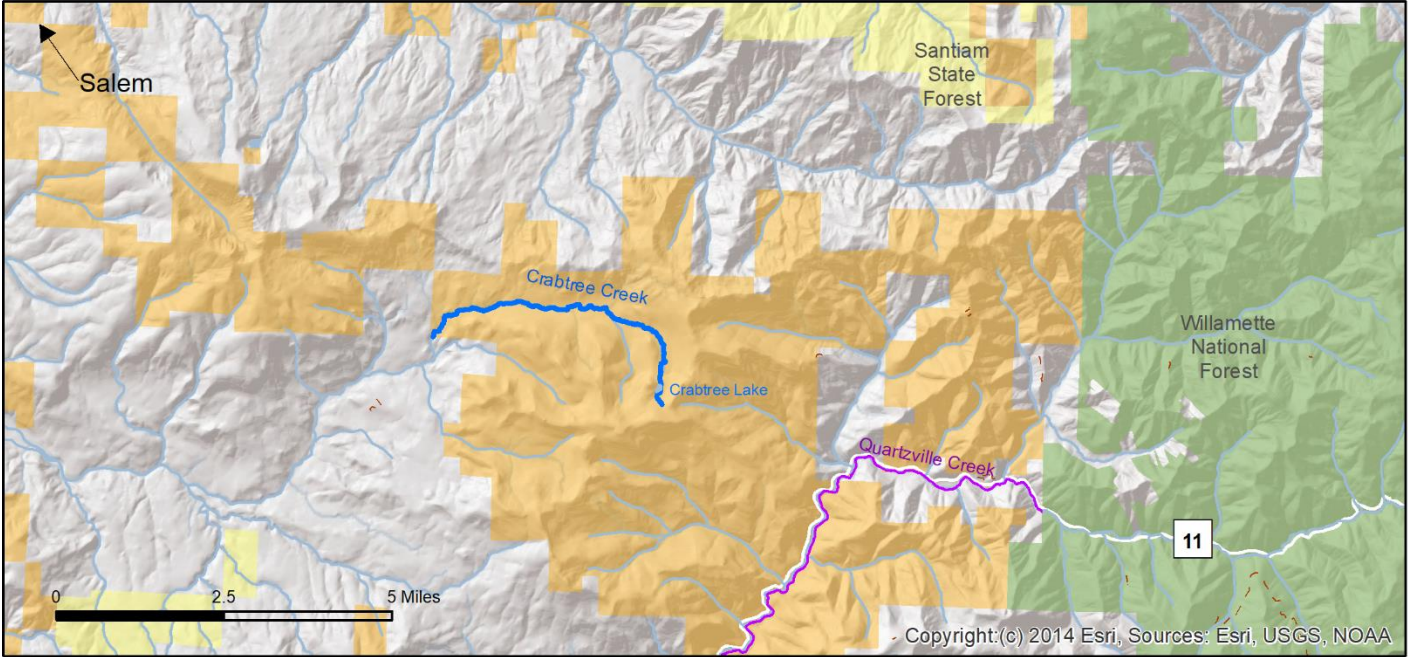 Salem
Santiam
State
Forest
Crabtree Creek
Willamette
National
Forest
Crabtree Lake
Quartzville Creek
11
0 2.5 5 Miles
Copyright:(c) 2014 Esri, Sources: Esri, USGS, NOAA